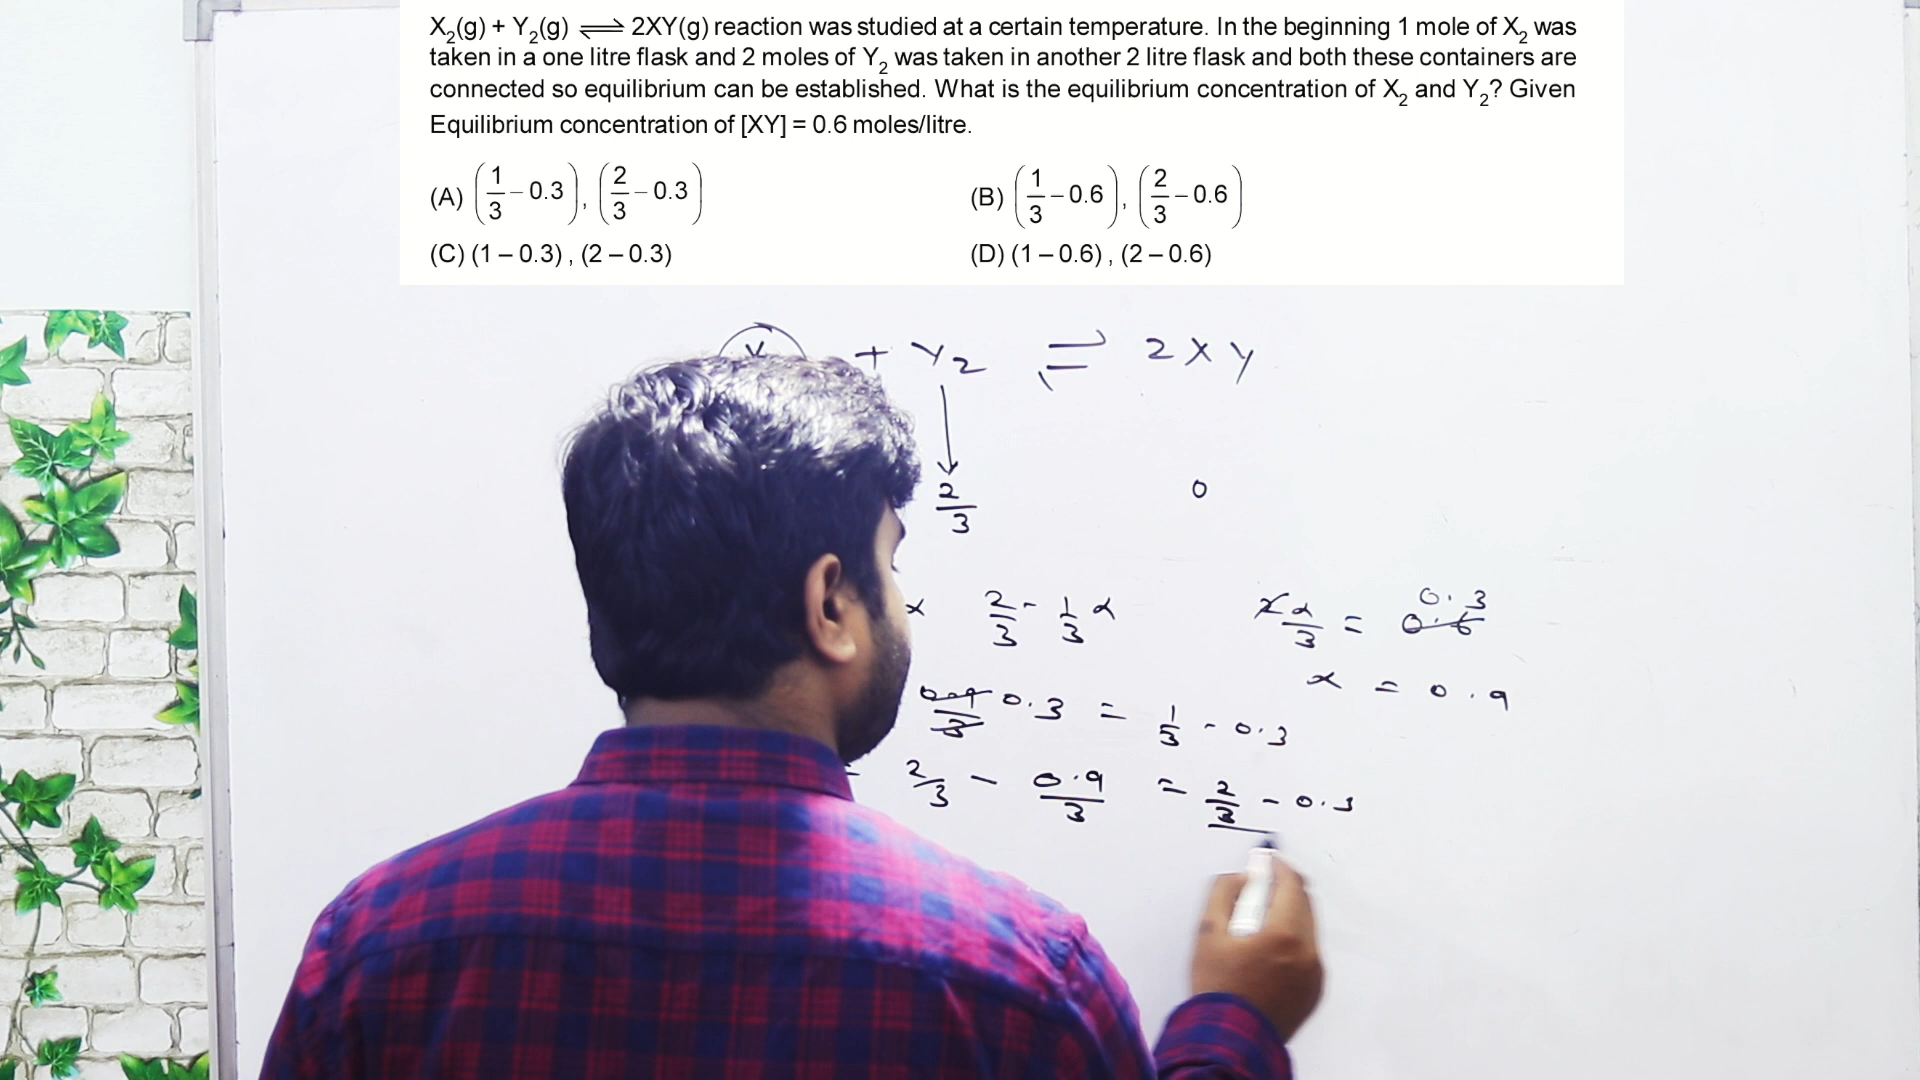 X₂(g) + Y₂(g) ⇌ 2XY(g) reaction was studied at a certain temperature. In the beginning 1 mole of X₂ was
taken in a one litre flask and 2 moles of Y₂ was taken in another 2 litre flask and both these containers are
connected so equilibrium can be established. What is the equilibrium concentration of X₂ and Y₂? Given
Equilibrium concentration of [XY] = 0.6 moles/litre.
(A) (1/3 – 0.3), (2/3 – 0.3) (B) (1/3 – 0.6), (2/3 – 0.6)
(C) (1 – 0.3) , (2 – 0.3) (D) (1 – 0.6) , (2 – 0.6)
+ Y₂ ⇌ 2XY
2/3 0
x 2/3 - 1/3 x 2x/3 = 0.6 0.3
x = 0.9
0.9/3 0.3 = 1/3 - 0.3
= 2/3 - 0.9/3 = 2/3 - 0.3